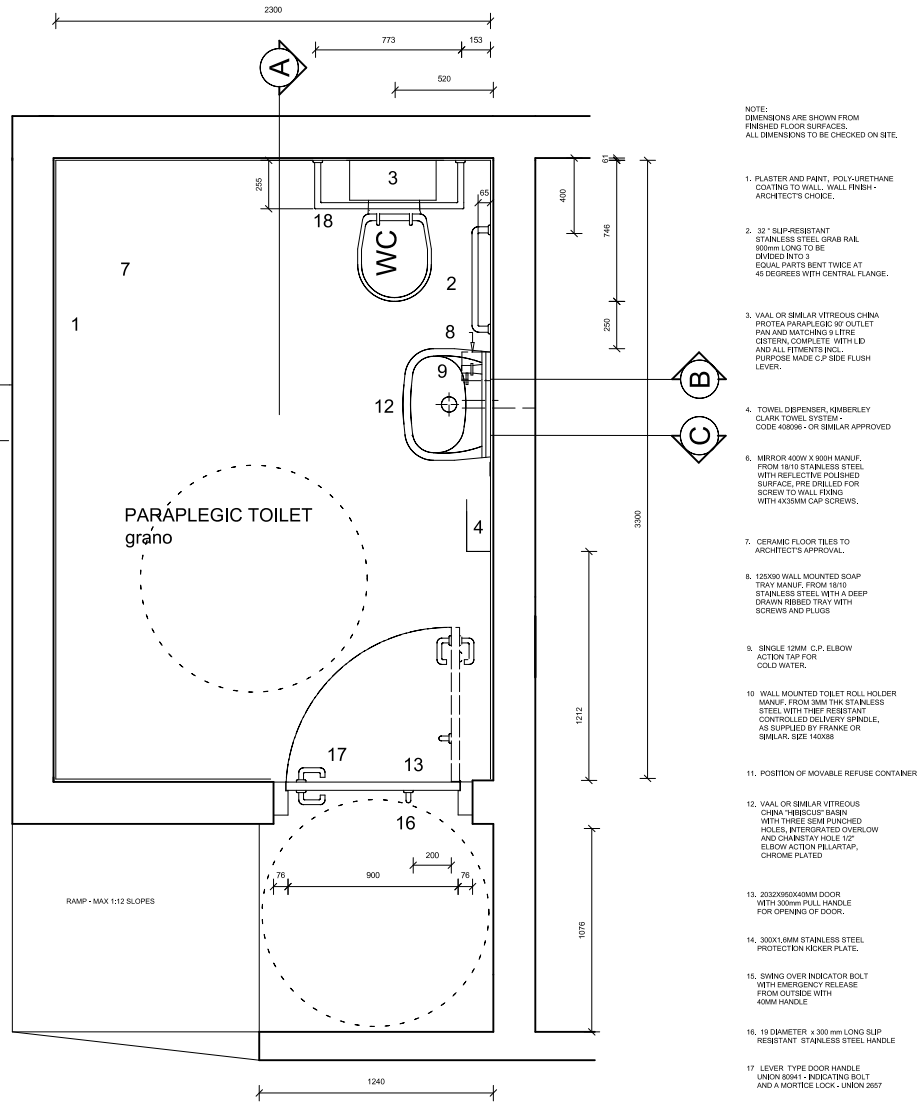 2300
773
153
520
A
255
65
3
18
WC
2
7
1
8
9
12
4
400
61
746
250
B
C
3300
PARAPLEGIC TOILET
grano
1212
17
13
16
200
76
900
76
1076
RAMP - MAX 1:12 SLOPES
1240
NOTE:
DIMENSIONS ARE SHOWN FROM
FINISHED FLOOR SURFACES.
ALL DIMENSIONS TO BE CHECKED ON SITE.
1. PLASTER AND PAINT, POLY-URETHANE
COATING TO WALL. WALL FINISH -
ARCHITECT'S CHOICE.
2. 32 " SLIP-RESISTANT
STAINLESS STEEL GRAB RAIL
900mm LONG TO BE
DIVIDED INTO 3
EQUAL PARTS BENT TWICE AT
45 DEGREES WITH CENTRAL FLANGE.
3. VAAL OR SIMILAR VITREOUS CHINA
PROTEA PARAPLEGIC 90' OUTLET
PAN AND MATCHING 9 LITRE
CISTERN, COMPLETE WITH LID
AND ALL FITMENTS INCL.
PURPOSE MADE C.P SIDE FLUSH
LEVER.
4. TOWEL DISPENSER, KIMBERLEY
CLARK TOWEL SYSTEM -
CODE 408096 - OR SIMILAR APPROVED
6. MIRROR 400W X 900H MANUF.
FROM 18/10 STAINLESS STEEL
WITH REFLECTIVE POLISHED
SURFACE, PRE DRILLED FOR
SCREW TO WALL FIXING
WITH 4X35MM CAP SCREWS.
7. CERAMIC FLOOR TILES TO
ARCHITECT'S APPROVAL.
8. 125X90 WALL MOUNTED SOAP
TRAY MANUF. FROM 18/10
STAINLESS STEEL WITH A DEEP
DRAWN RIBBED TRAY WITH
SCREWS AND PLUGS
9. SINGLE 12MM C.P. ELBOW
ACTION TAP FOR
COLD WATER.
10 WALL MOUNTED TOILET ROLL HOLDER
MANUF. FROM 3MM THK STAINLESS
STEEL WITH THIEF RESISTANT
CONTROLLED DELIVERY SPINDLE,
AS SUPPLIED BY FRANKE OR
SIMILAR. SIZE 140X88
11. POSITION OF MOVABLE REFUSE CONTAINER
12. VAAL OR SIMILAR VITREOUS
CHINA "HIBISCUS" BASIN
WITH THREE SEMI PUNCHED
HOLES, INTERGRATED OVERLOW
AND CHAINSTAY HOLE 1/2"
ELBOW ACTION PILLARTAP,
CHROME PLATED
13. 2032X950X40MM DOOR
WITH 300mm PULL HANDLE
FOR OPENING OF DOOR.
14. 300X1,6MM STAINLESS STEEL
PROTECTION KICKER PLATE.
15. SWING OVER INDICATOR BOLT
WITH EMERGENCY RELEASE
FROM OUTSIDE WITH
40MM HANDLE
16. 19 DIAMETER x 300 mm LONG SLIP
RESISTANT STAINLESS STEEL HANDLE
17 LEVER TYPE DOOR HANDLE
UNION 80941 - INDICATING BOLT
AND A MORTICE LOCK - UNION 2657